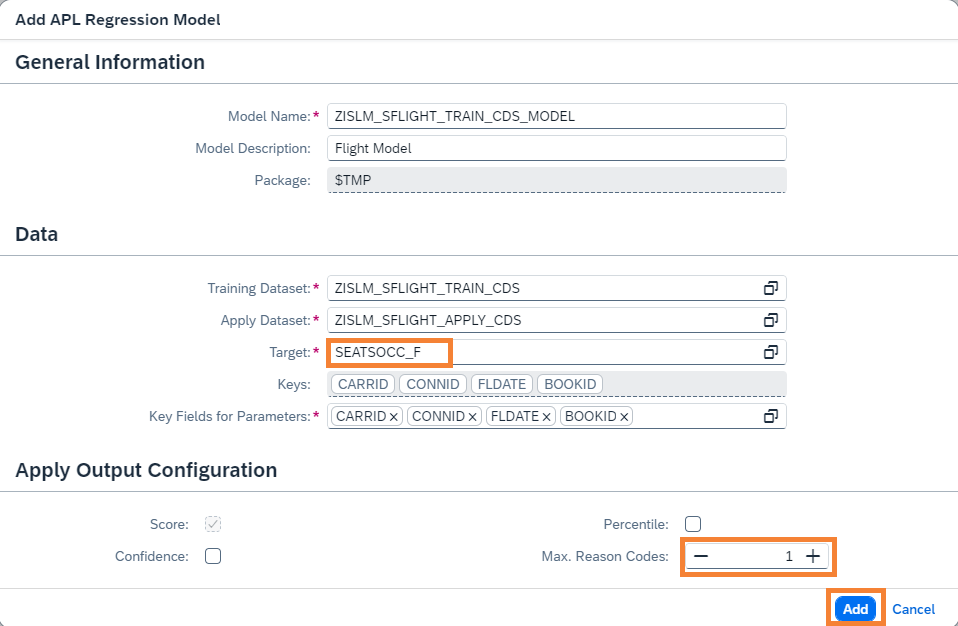 Add APL Regression Model
General Information
Model Name:* ZISLM_SFLIGHT_TRAIN_CDS_MODEL
Model Description: Flight Model
Package: $TMP
Data
Training Dataset:* ZISLM_SFLIGHT_TRAIN_CDS
Apply Dataset:* ZISLM_SFLIGHT_APPLY_CDS
Target:* SEATSOCC_F
Keys: CARRID CONNID FLDATE BOOKID
Key Fields for Parameters:* CARRID × CONNID × FLDATE × BOOKID ×
Apply Output Configuration
Score: Percentile:
Confidence: Max. Reason Codes: − 1 +
Add Cancel